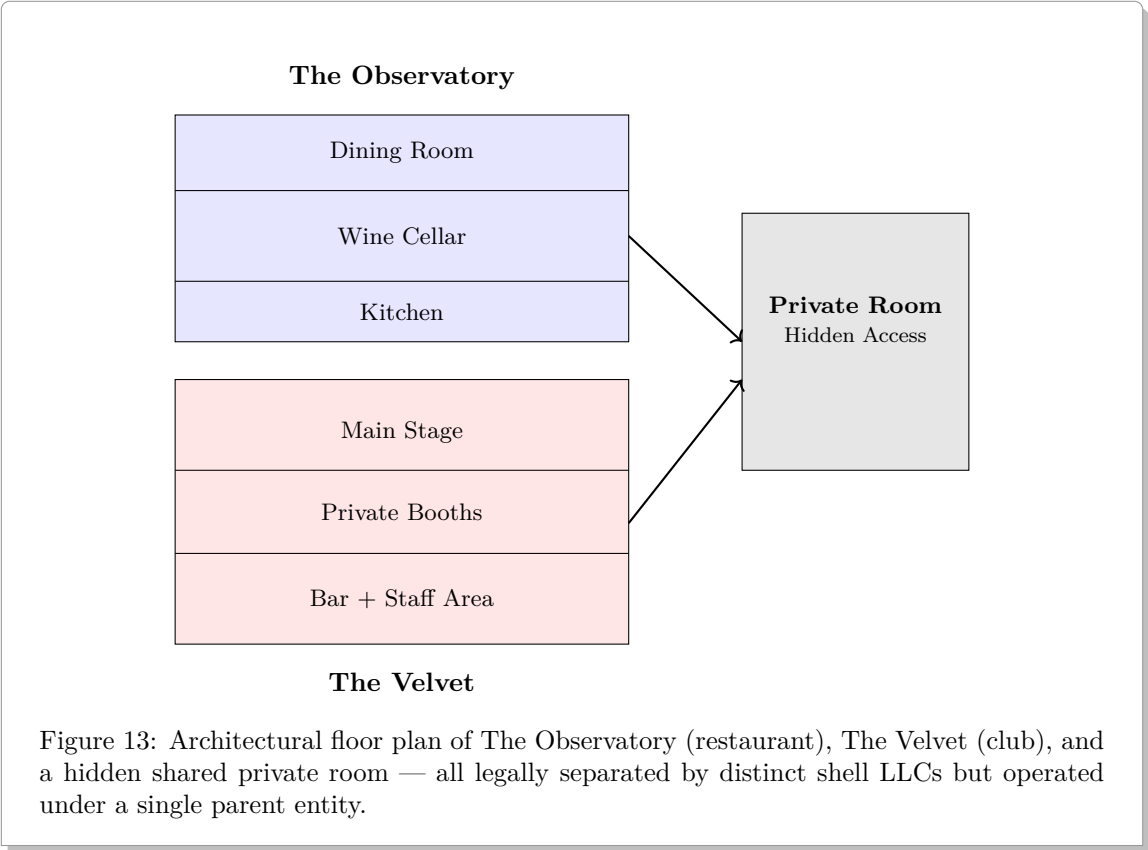 The Observatory
Dining Room
Wine Cellar
Kitchen
Private Room
Hidden Access
Main Stage
Private Booths
Bar + Staff Area
The Velvet
Figure 13: Architectural floor plan of The Observatory (restaurant), The Velvet (club), and
a hidden shared private room — all legally separated by distinct shell LLCs but operated
under a single parent entity.